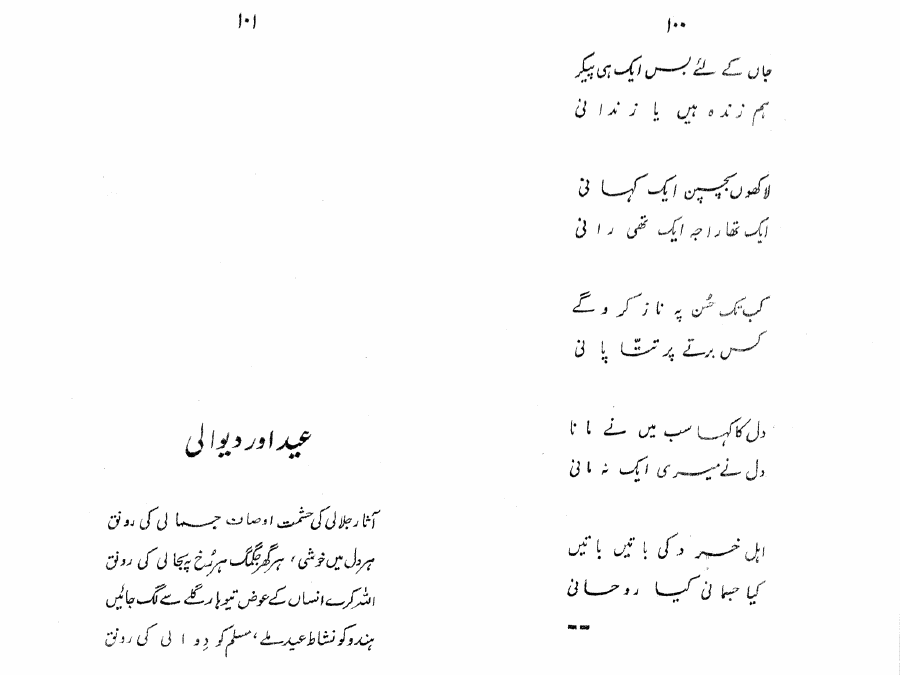 ۱۰۰
جاں کے لئے بس ایک ہی پیکر
ہم زندہ ہیں یا زندانی
لاکھوں بچپن ایک کہانی
ایک تھا راجہ ایک تھی رانی
کب تک حُسن پہ ناز کرو گے
کس برتے پر تتّا پانی
دل کا کہا سب میں نے مانا
دل نے میری ایک نہ مانی
اہل خرد کی باتیں باتیں
کیا جسمانی کیا روحانی
۱۰۱
عید اور دیوالی
آثار جلالی کی حشمت اوصاف جمالی کی رونق
ہر دل میں خوشی، ہر گھر جگمگ ہر رُخ پہ بحالی کی رونق
اللہ کرے انساں کے عوض تیوہار گلے سے لگ جائیں
ہندو کو نشاط عید ملے، مسلم کو دِوالی کی رونق